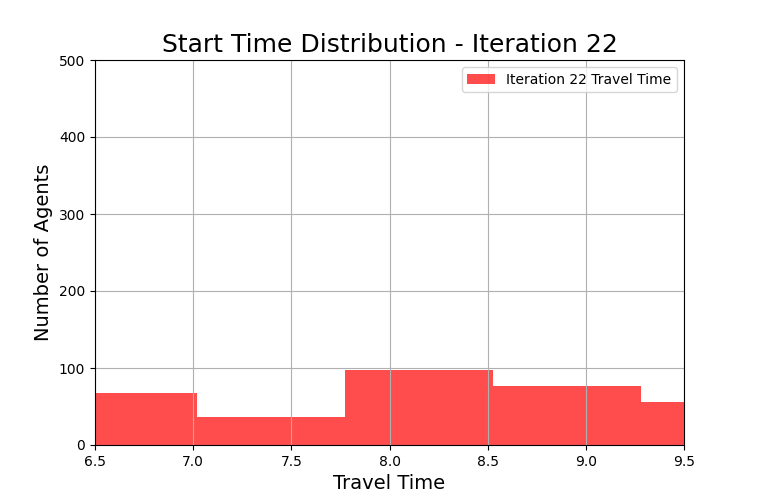 Start Time Distribution - Iteration 22
Iteration 22 Travel Time
500
400
300
200
100
0
Number of Agents
6.5 7.0 7.5 8.0 8.5 9.0 9.5
Travel Time